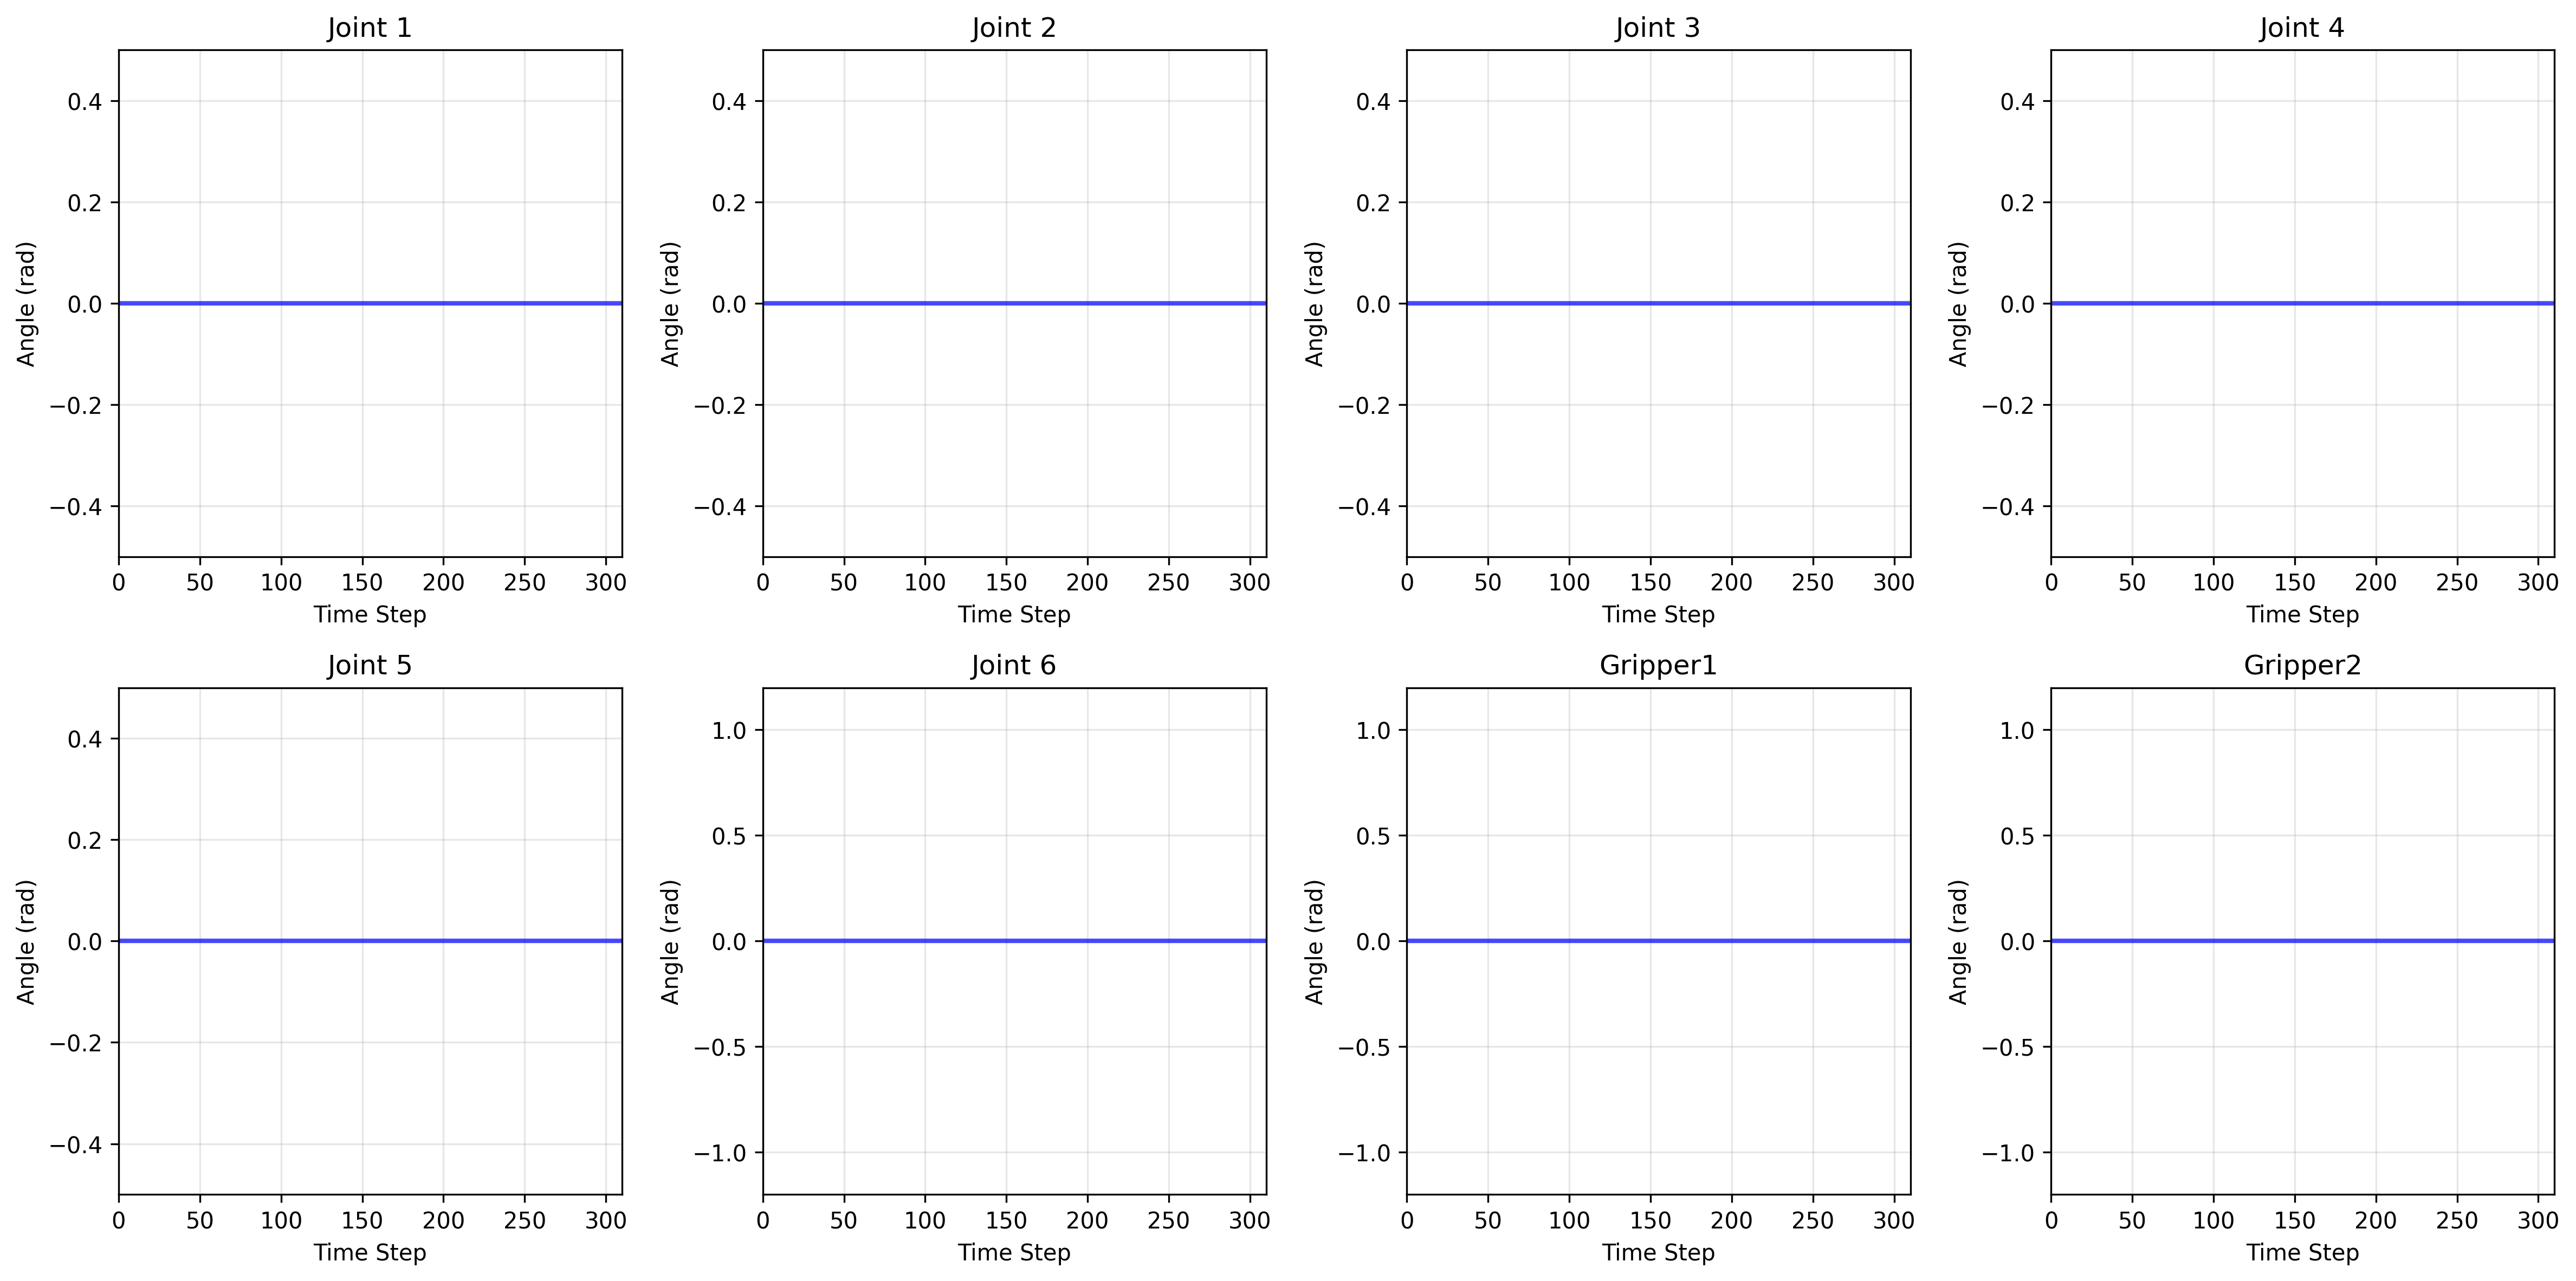 Joint 1 Joint 2 Joint 3 Joint 4
0.4 0.4 0.4 0.4
0.2 0.2 0.2 0.2
0.0 0.0 0.0 0.0
−0.2 −0.2 −0.2 −0.2
−0.4 −0.4 −0.4 −0.4
Angle (rad) Angle (rad) Angle (rad) Angle (rad)
0 50 100 150 200 250 300 0 50 100 150 200 250 300 0 50 100 150 200 250 300 0 50 100 150 200 250 300
Time Step Time Step Time Step Time Step
Joint 5 Joint 6 Gripper1 Gripper2
0.4 1.0 1.0 1.0
0.2 0.5 0.5 0.5
0.0 0.0 0.0 0.0
−0.2 −0.5 −0.5 −0.5
−0.4 −1.0 −1.0 −1.0
Angle (rad) Angle (rad) Angle (rad) Angle (rad)
0 50 100 150 200 250 300 0 50 100 150 200 250 300 0 50 100 150 200 250 300 0 50 100 150 200 250 300
Time Step Time Step Time Step Time Step